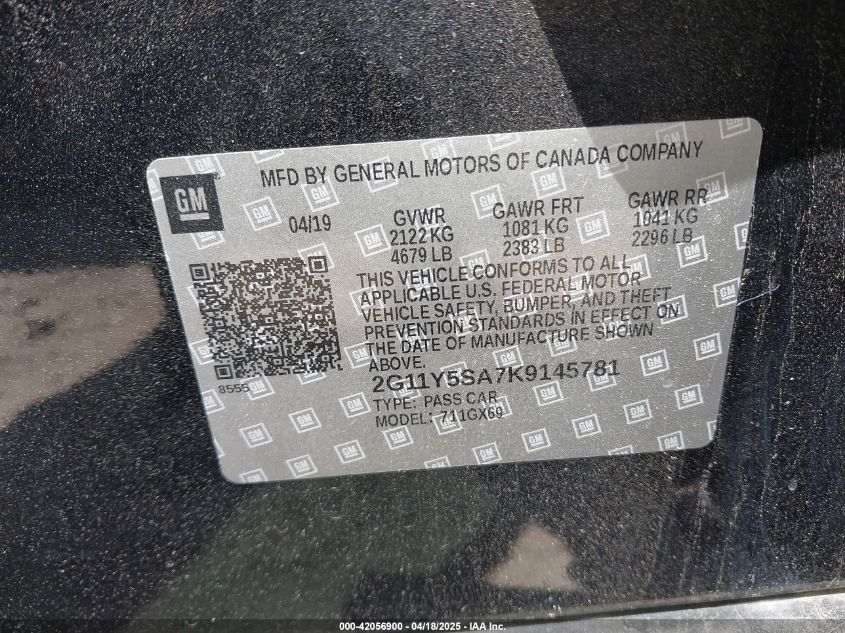 MFD BY GENERAL MOTORS OF CANADA COMPANY
GM
04/19
GVWR
2122 KG
4679 LB
GAWR FRT
1081 KG
2383 LB
GAWR RR
1041 KG
2296 LB
THIS VEHICLE CONFORMS TO ALL
APPLICABLE U.S. FEDERAL MOTOR
VEHICLE SAFETY, BUMPER, AND THEFT
PREVENTION STANDARDS IN EFFECT ON
THE DATE OF MANUFACTURE SHOWN
ABOVE.
8555
2G11Y5SA7K9145781
TYPE: PASS CAR
MODEL: 711GX69
000-42056900 - 04/18/2025 - IAA Inc.